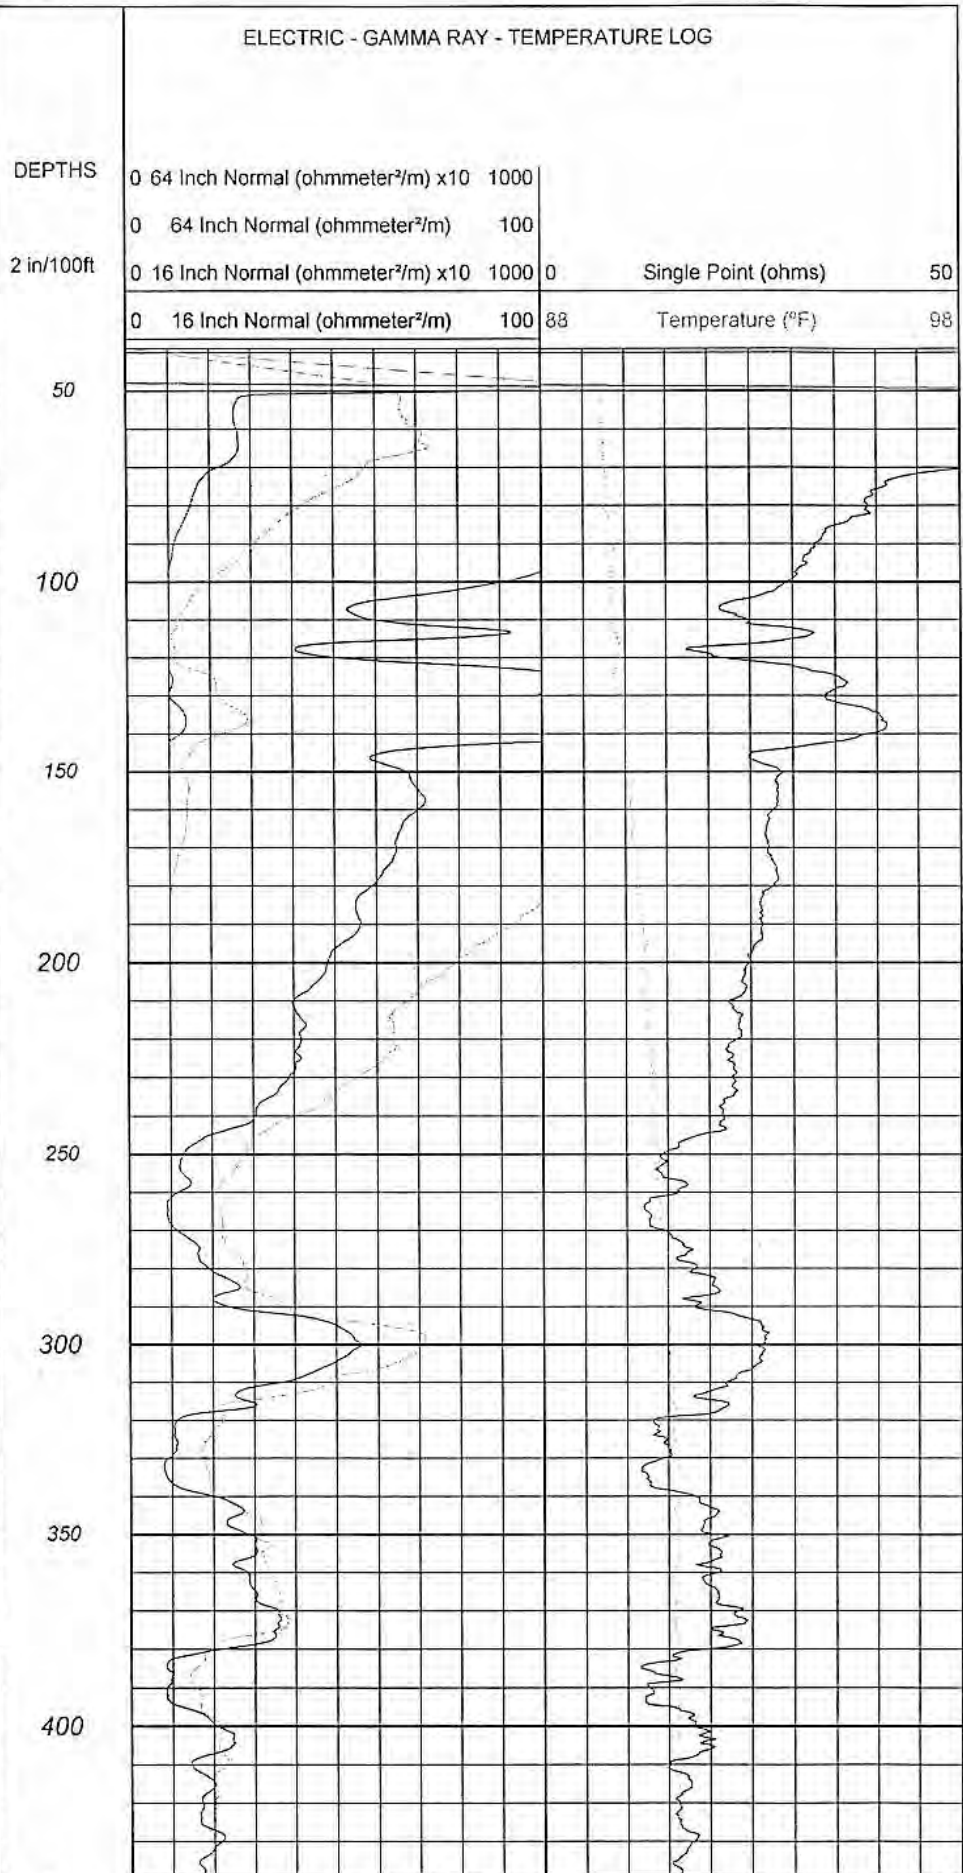 ELECTRIC - GAMMA RAY - TEMPERATURE LOG
DEPTHS
0 64 Inch Normal (ohmmeter²/m) x10 1000
0 64 Inch Normal (ohmmeter²/m) 100
2 in/100ft
0 16 Inch Normal (ohmmeter²/m) x10 1000
0 Single Point (ohms) 50
0 16 Inch Normal (ohmmeter²/m) 100
88 Temperature (°F) 98
50
100
150
200
250
300
350
400